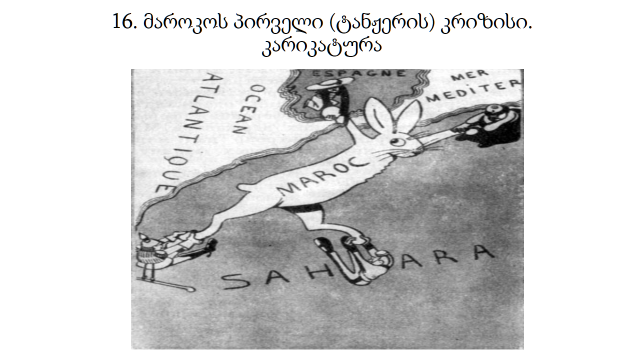 16. მაროკოს პირველი (ტანჟერის) კრიზისი.
კარიკატურა
ESPAGNE
MER
MEDITER
OCEAN
ATLANTIQUE
MAROC
SAHARA